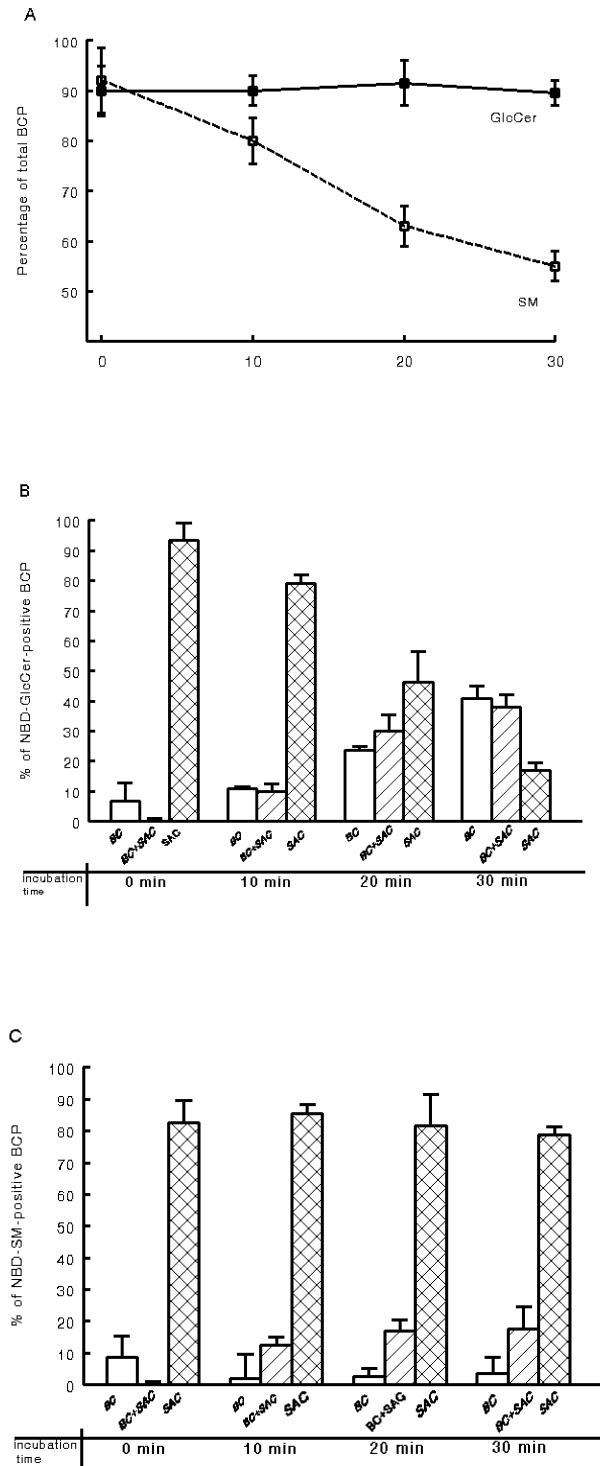 A
100
90
80
70
60
50
Percentage of total BCP
GlcCer
SM
0 10 20 30
B
100
90
80
70
60
50
40
30
20
10
0
% of NBD-GlcCer-positive BCP
BC BC+SAC SAC BC BC+SAC SAC BC BC+SAC SAC BC BC+SAC SAC
incubation
time
0 min 10 min 20 min 30 min
C
100
90
80
70
60
50
40
30
20
10
0
% of NBD-SM-positive BCP
BC BC+SAC SAC BC BC+SAC SAC BC BC+SAC SAC BC BC+SAC SAC
incubation
time
0 min 10 min 20 min 30 min